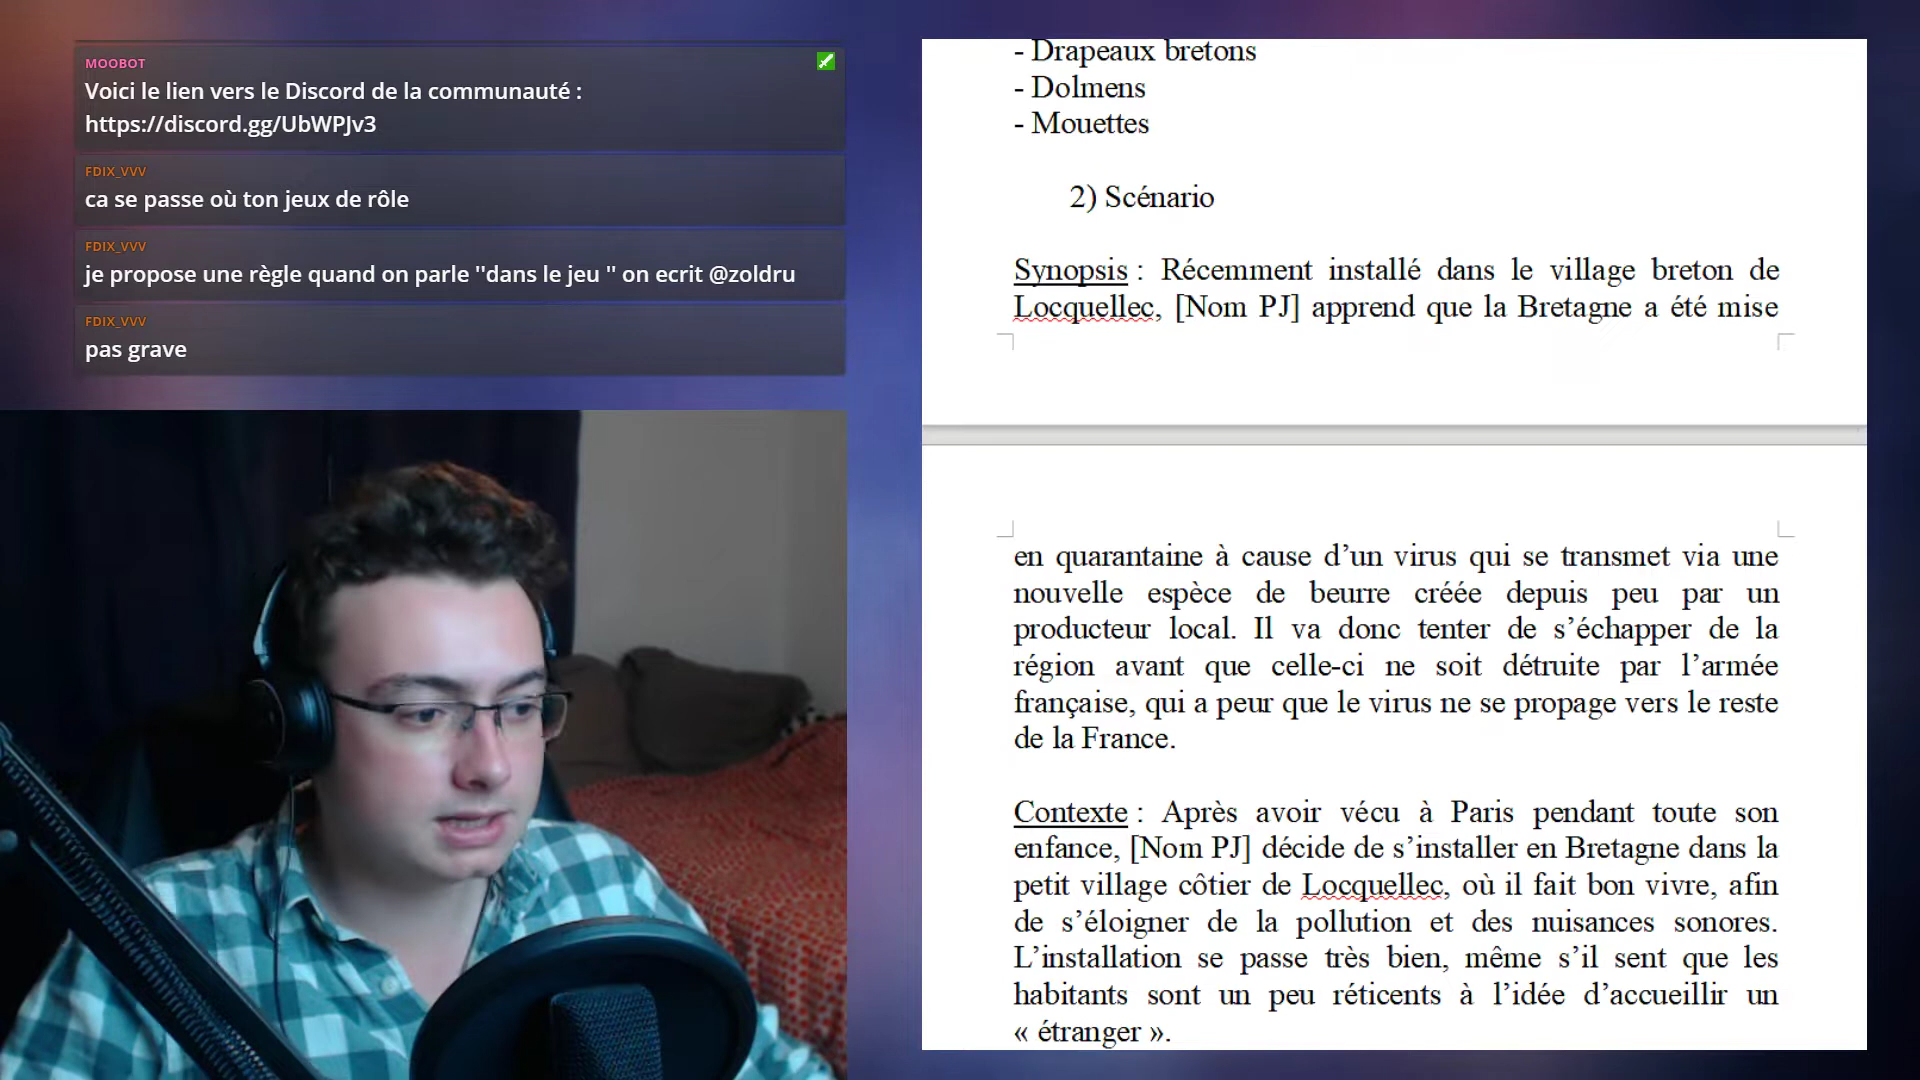 MOOBOT
Voici le lien vers le Discord de la communauté :
https://discord.gg/UbWPJv3
FDIX_VVV
ca se passe où ton jeux de rôle
FDIX_VVV
je propose une règle quand on parle ''dans le jeu '' on ecrit @zoldru
FDIX_VVV
pas grave
- Drapeaux bretons
- Dolmens
- Mouettes
2) Scénario
Synopsis : Récemment installé dans le village breton de
Locquellec, [Nom PJ] apprend que la Bretagne a été mise
en quarantaine à cause d’un virus qui se transmet via une
nouvelle espèce de beurre créée depuis peu par un
producteur local. Il va donc tenter de s’échapper de la
région avant que celle-ci ne soit détruite par l’armée
française, qui a peur que le virus ne se propage vers le reste
de la France.
Contexte : Après avoir vécu à Paris pendant toute son
enfance, [Nom PJ] décide de s’installer en Bretagne dans la
petit village côtier de Locquellec, où il fait bon vivre, afin
de s’éloigner de la pollution et des nuisances sonores.
L’installation se passe très bien, même s’il sent que les
habitants sont un peu réticents à l’idée d’accueillir un
« étranger ».